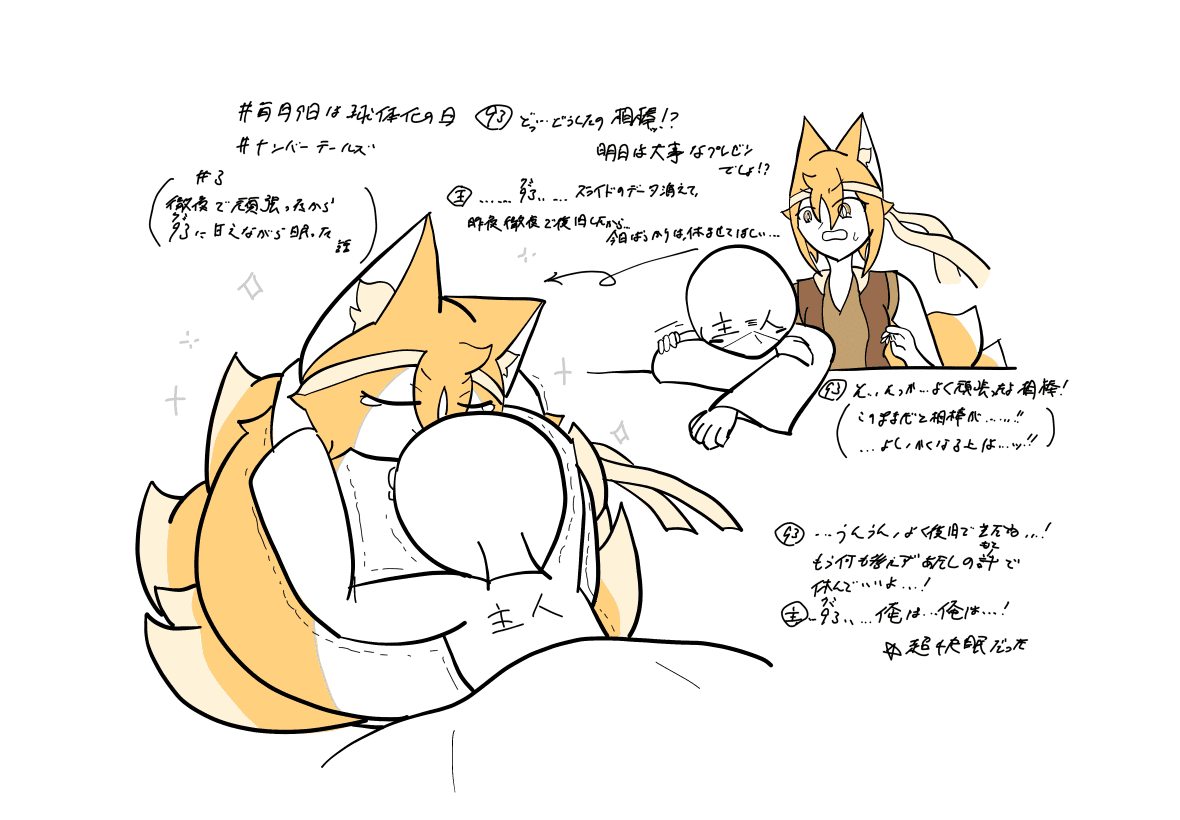 #毎月9日は球体化の日
#ナンバーテールズ
#3
徹夜で頑張ったから
93に甘えながら眠った
話
93 どっ…どうしたの相棒ッ!?
明日は大事なプレゼン
でしょ!?
主 ……93、…… スライドのデータ消えて、
昨夜徹夜で復旧したから…
今日ばっかりは、休ませてほしい…
主人
93 そ、そっか…よく頑張ったよ相棒!
このままだと相棒が……!!
…よし、かくなる上は…ッ!!
93 …うんうん、よく復旧できたね…!
もう何も考えずあたしの許で
もと
休んでいいよ…!
主 …93、…俺は…俺は…!
☆超快眠だった
主人